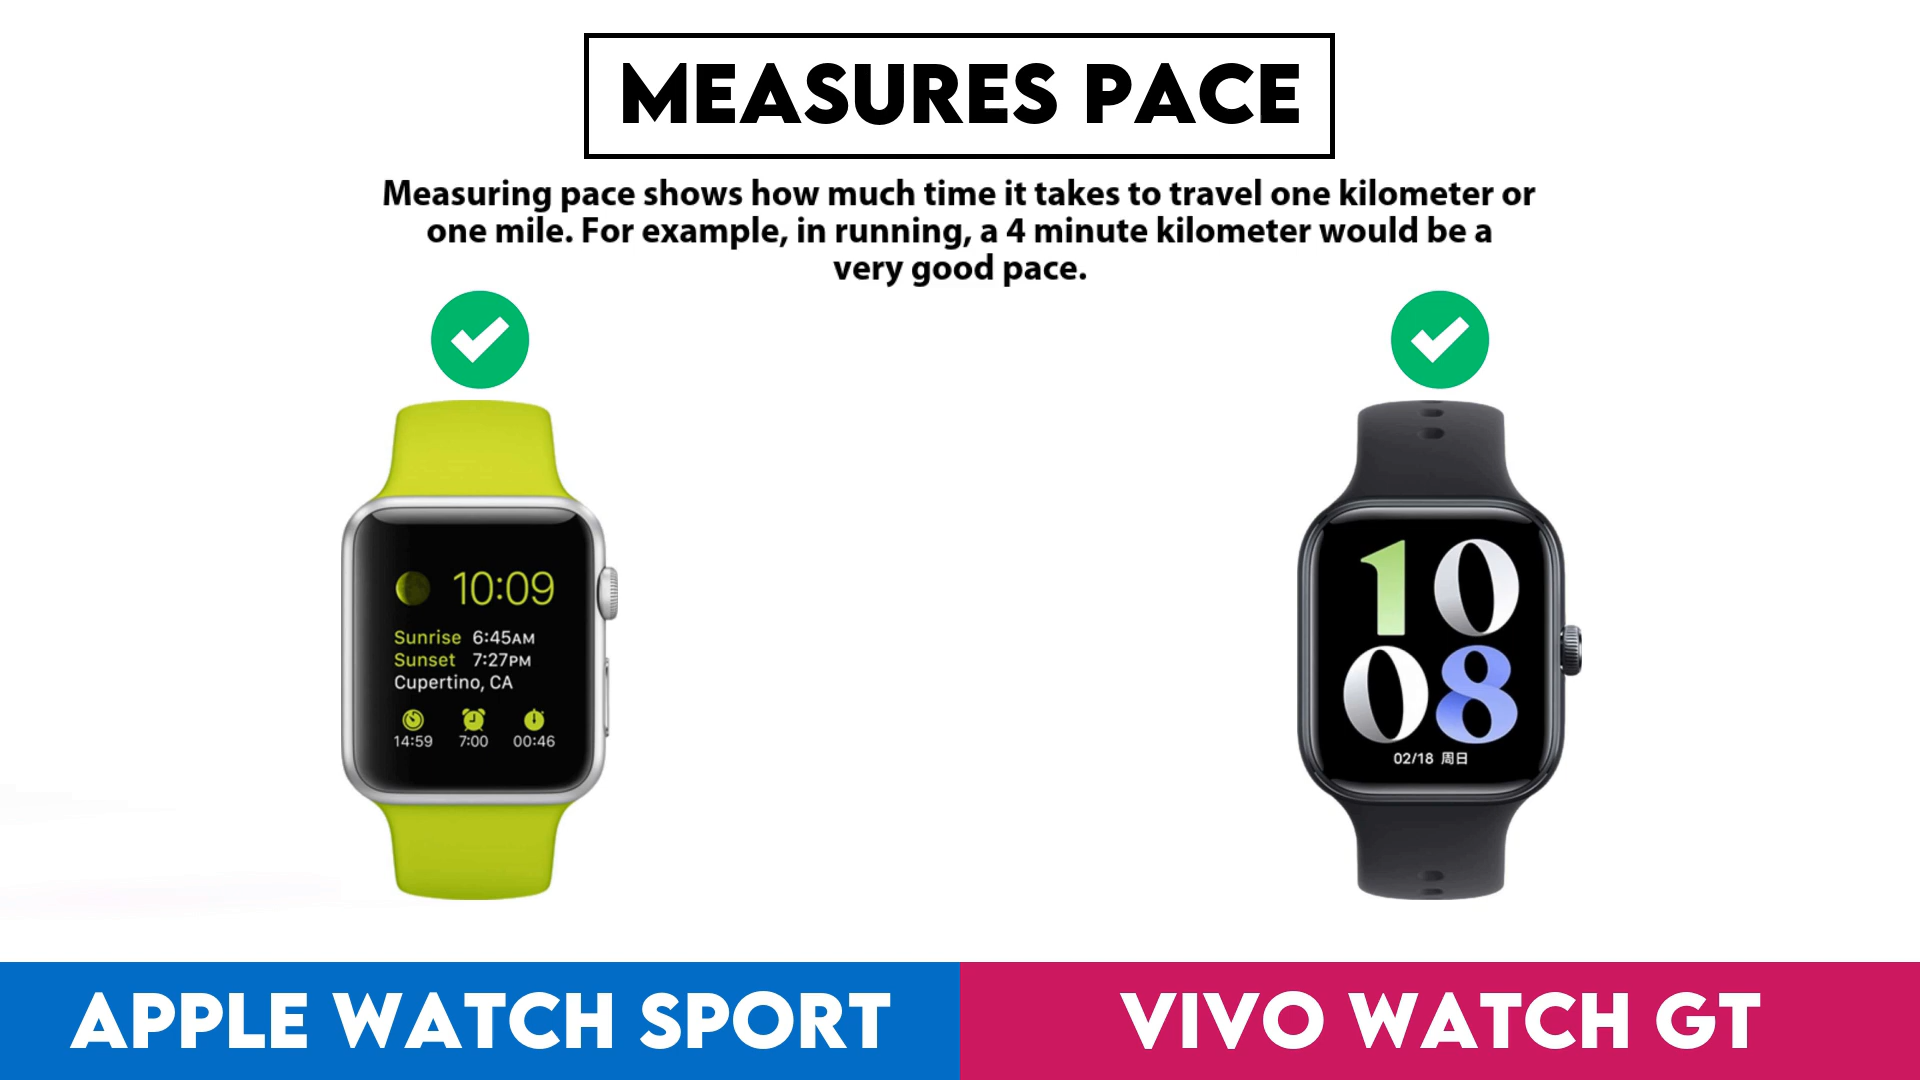 MEASURES PACE
Measuring pace shows how much time it takes to travel one kilometer or
one mile. For example, in running, a 4 minute kilometer would be a
very good pace.
10:09
Sunrise 6:45AM
Sunset 7:27PM
Cupertino, CA
14:59 7:00 00:46
10
08
02/18 周日
APPLE WATCH SPORT
VIVO WATCH GT